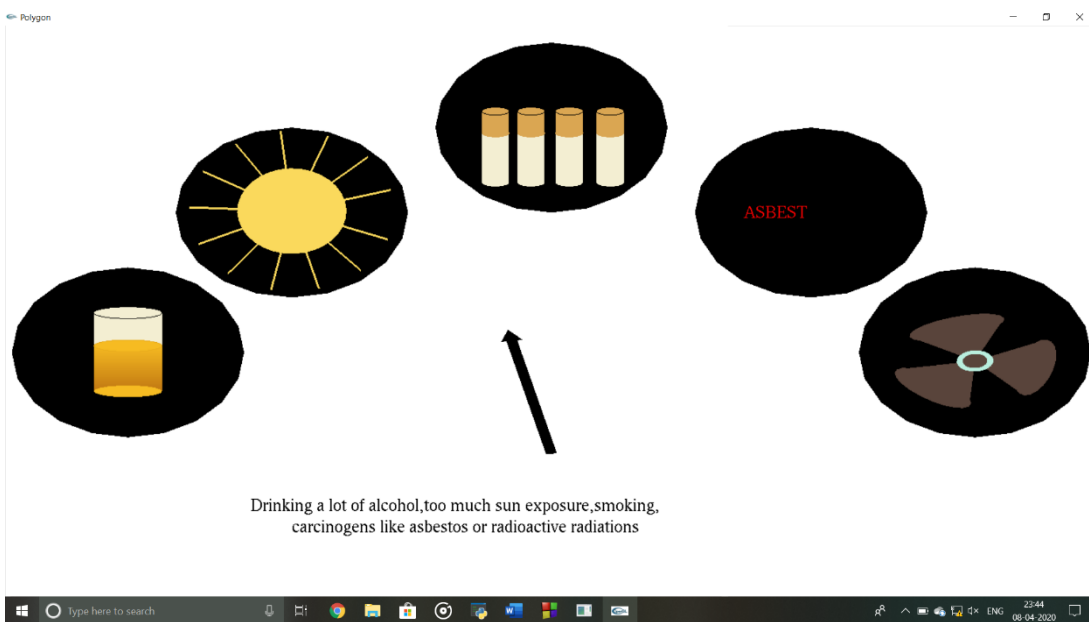 Polygon
ASBEST
Drinking a lot of alcohol,too much sun exposure,smoking,
carcinogens like asbestos or radioactive radiations
Type here to search
ENG
23:44
08-04-2020